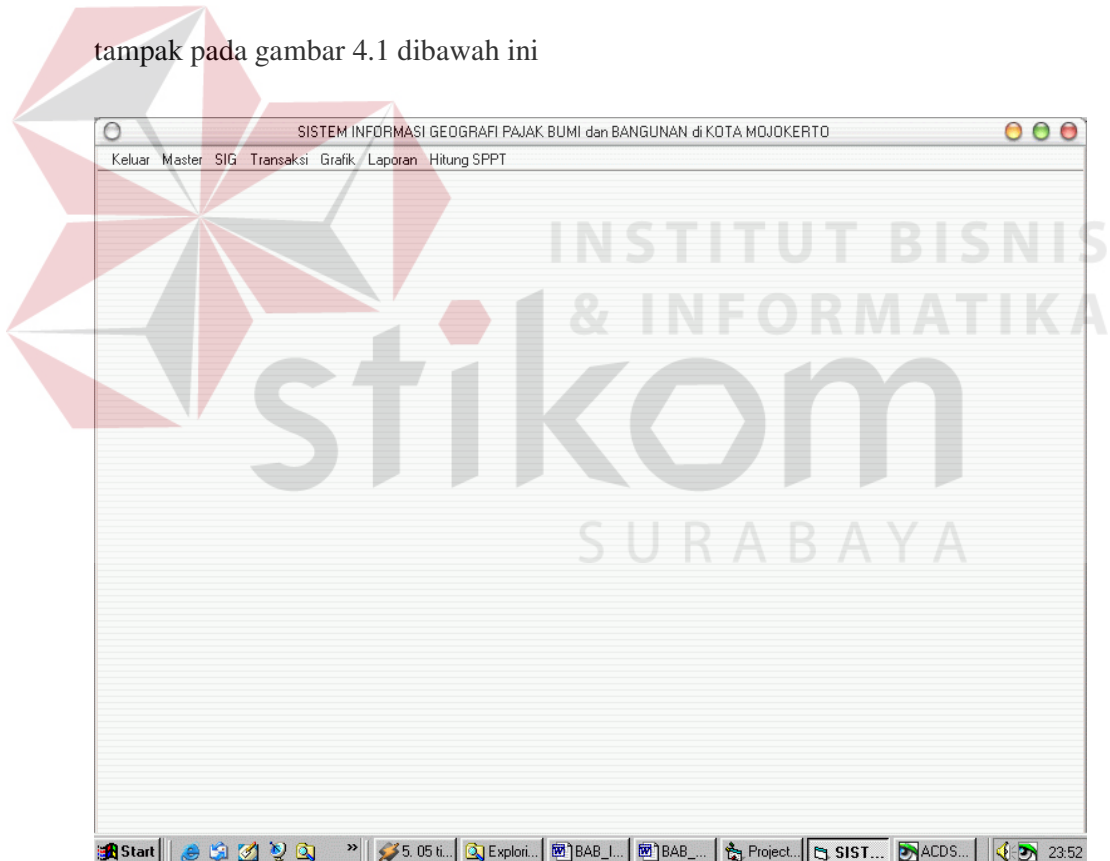 tampak pada gambar 4.1 dibawah ini
SISTEM INFORMASI GEOGRAFI PAJAK BUMI dan BANGUNAN di KOTA MOJOKERTO
Keluar Master SIG Transaksi Grafik Laporan Hitung SPPT
INSTITUT BISNIS
& INFORMATIKA
stikom
SURABAYA
Start » 5. 05 ti... Explori... BAB_I... BAB_... Project... SIST... ACDS... 23:52